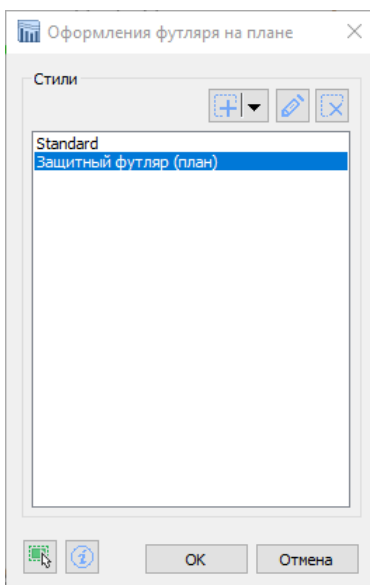 Оформления футляра на плане
Стили
Standard
Защитный футляр (план)
OK
Отмена